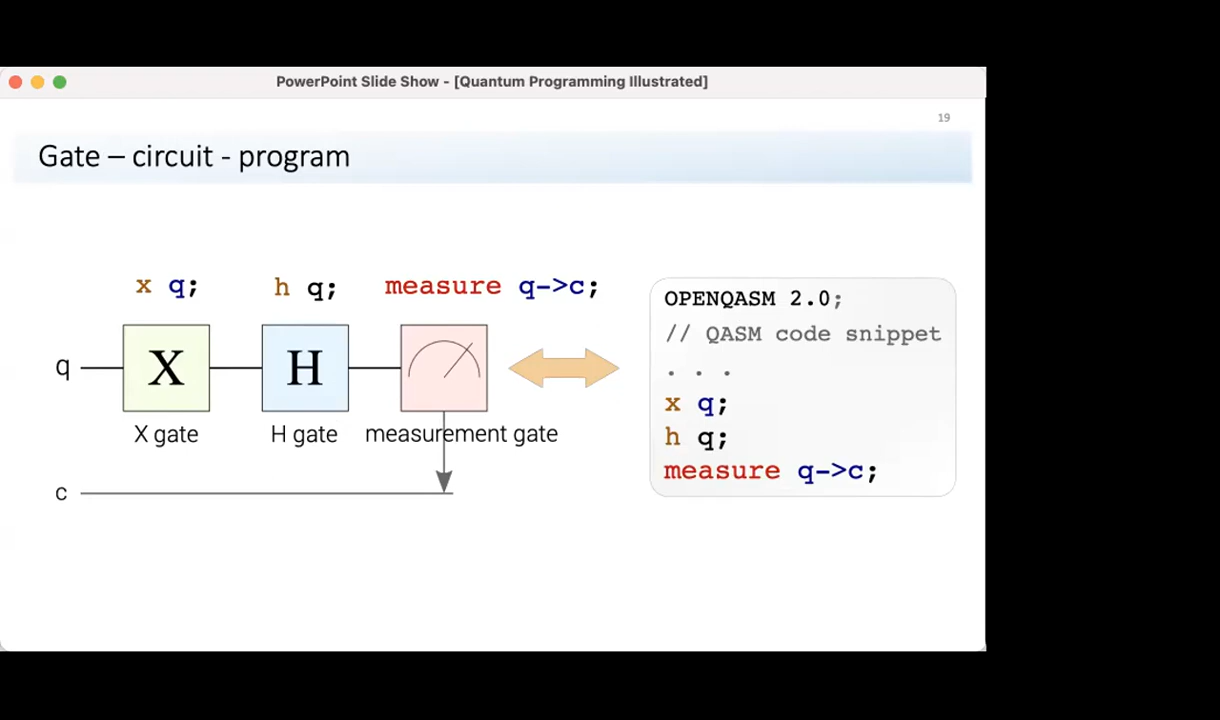 PowerPoint Slide Show - [Quantum Programming Illustrated]
19
Gate – circuit - program
x q;
h q;
measure q->c;
q
X
H
X gate
H gate
measurement gate
c
OPENQASM 2.0;
// QASM code snippet
. . .
x q;
h q;
measure q->c;